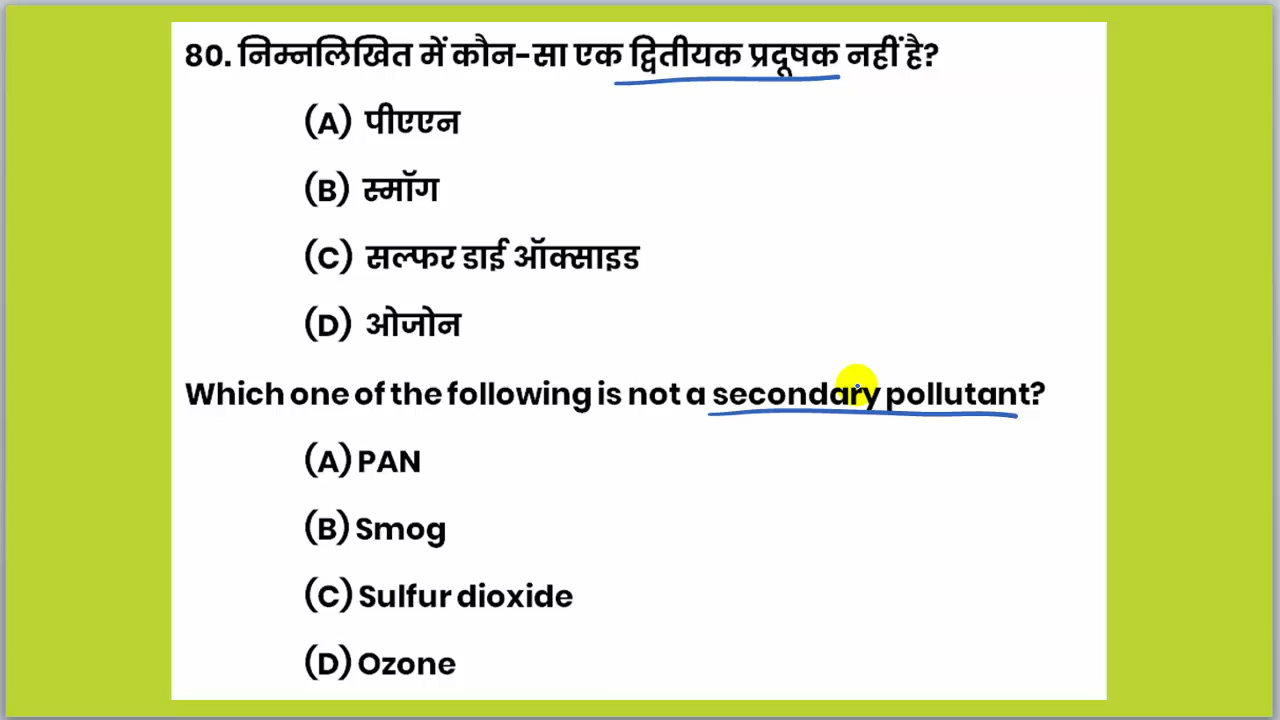 80. निम्नलिखित में कौन-सा एक द्वितीयक प्रदूषक नहीं है?
(A) पीएएन
(B) स्मॉग
(C) सल्फर डाई ऑक्साइड
(D) ओजोन
Which one of the following is not a secondary pollutant?
(A) PAN
(B) Smog
(C) Sulfur dioxide
(D) Ozone